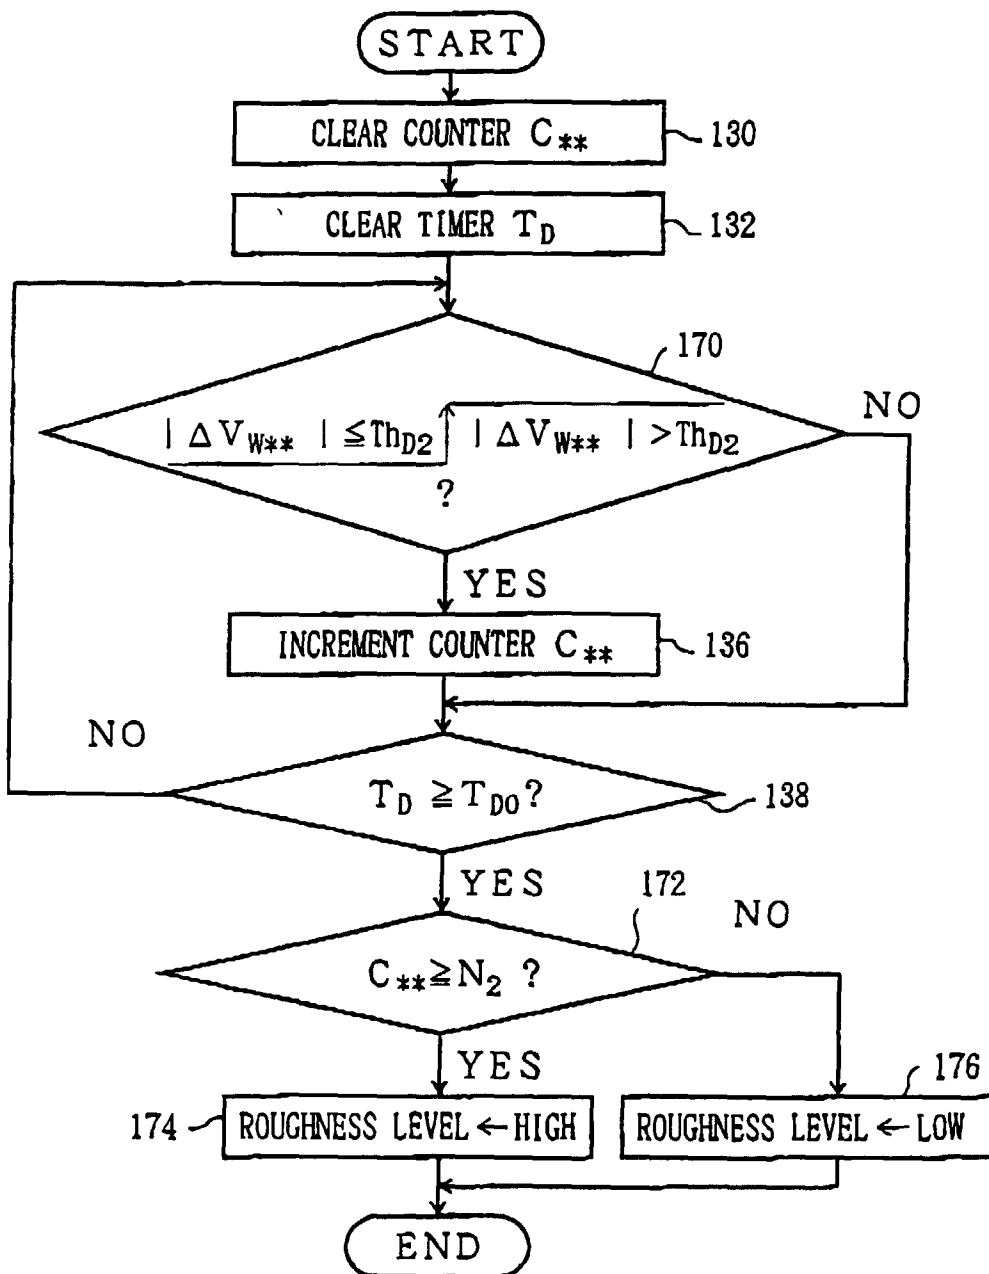 START
CLEAR COUNTER C**
130
CLEAR TIMER TD
132
170
NO
| ΔVW** | ≦ThD2 | ΔVW** | >ThD2
?
YES
INCREMENT COUNTER C**
136
NO
TD ≧ TD0?
138
YES
172
NO
C**≧N2 ?
YES
176
174
ROUGHNESS LEVEL ← HIGH
ROUGHNESS LEVEL ← LOW
END